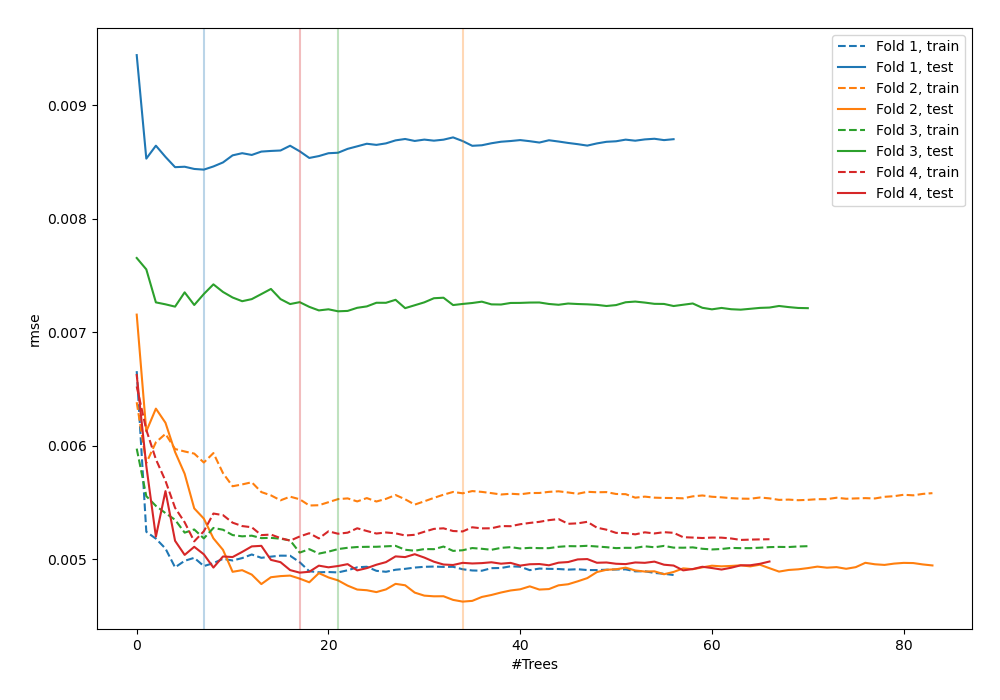 Fold 1, train
Fold 1, test
Fold 2, train
Fold 2, test
Fold 3, train
Fold 3, test
Fold 4, train
Fold 4, test
rmse
0.009
0.008
0.007
0.006
0.005
0
20
40
60
80
#Trees